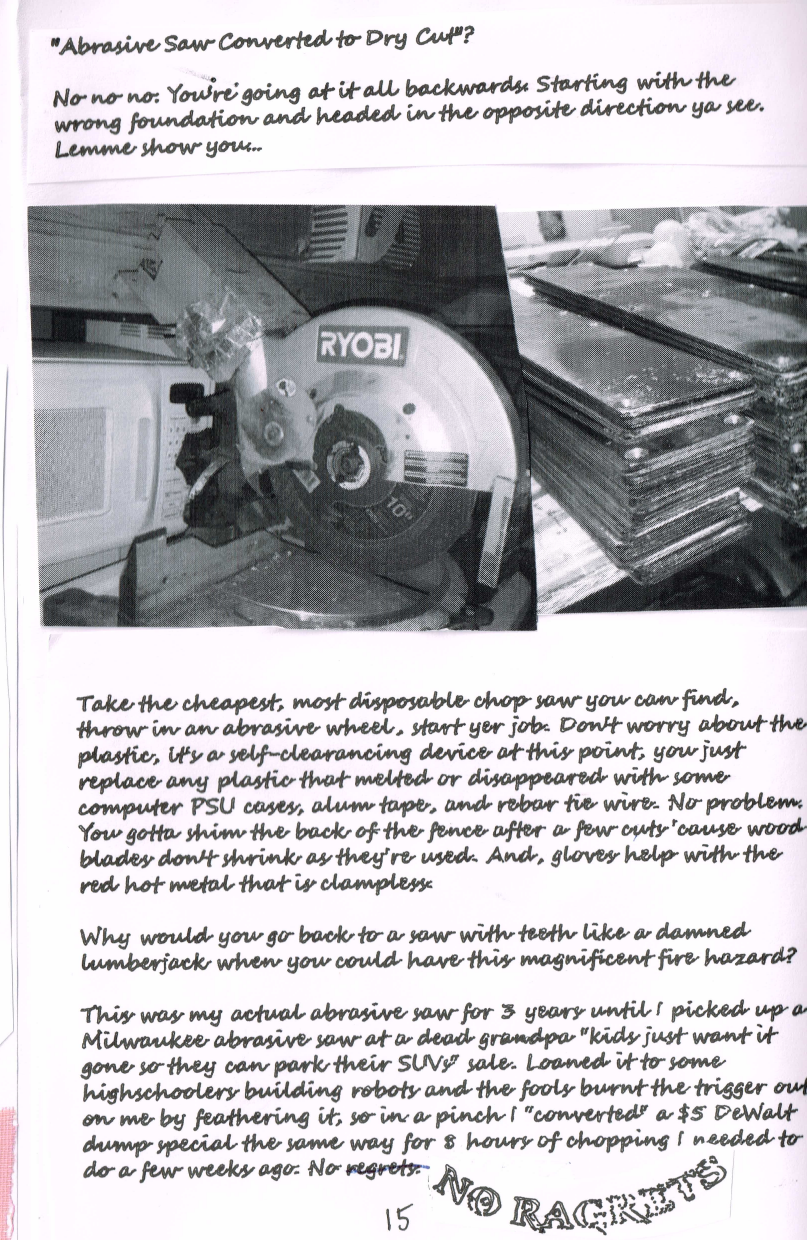 "Abrasive Saw Converted to Dry Cut"?
No no no. You're going at it all backwards. Starting with the
wrong foundation and headed in the opposite direction ya see.
Lemme show you...
RYOBI
10"
Take the cheapest, most disposable chop saw you can find,
throw in an abrasive wheel, start yer job. Don't worry about the
plastic, it's a self-clearancing device at this point, you just
replace any plastic that melted or disappeared with some
computer PSU cases, alum tape, and rebar tie wire. No problem.
You gotta shim the back of the fence after a few cuts 'cause wood
blades don't shrink as they're used. And, gloves help with the
red hot metal that is clampless.
Why would you go back to a saw with teeth like a damned
lumberjack when you could have this magnificent fire hazard?
This was my actual abrasive saw for 3 years until I picked up a
Milwaukee abrasive saw at a dead grandpa "kids just want it
gone so they can park their SUVs" sale. Loaned it to some
highschoolers building robots and the fools burnt the trigger out
on me by feathering it, so in a pinch I "converted" a $5 DeWalt
dump special the same way for 8 hours of chopping I needed to
do a few weeks ago. No regrets.
NO RAGRETS
15